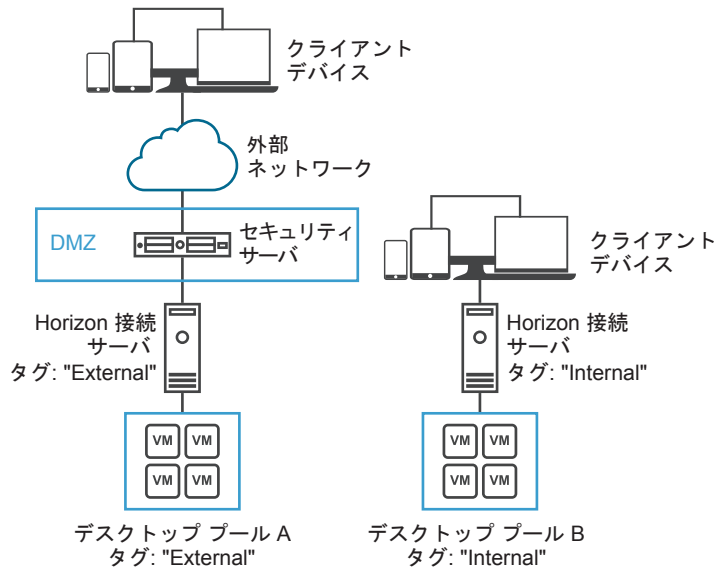 クライアント
デバイス
外部
ネットワーク
DMZ
セキュリティ
サーバ
クライアント
デバイス
Horizon 接続
サーバ
タグ: "External"
Horizon 接続
サーバ
タグ: "Internal"
VM VM
VM VM
VM VM
VM VM
デスクトップ プール A
タグ: "External"
デスクトップ プール B
タグ: "Internal"